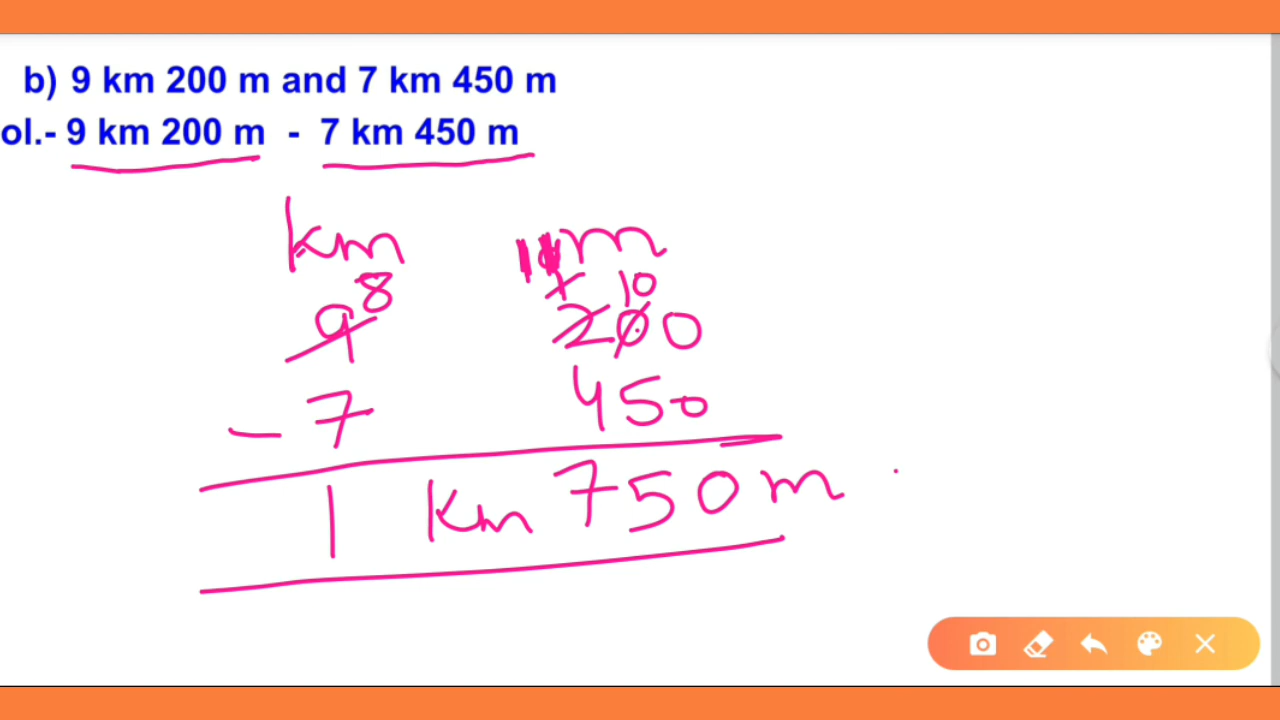 b) 9 km 200 m and 7 km 450 m
ol.- 9 km 200 m - 7 km 450 m
km m
8 10
9 200
- 7 450
1 km 750 m